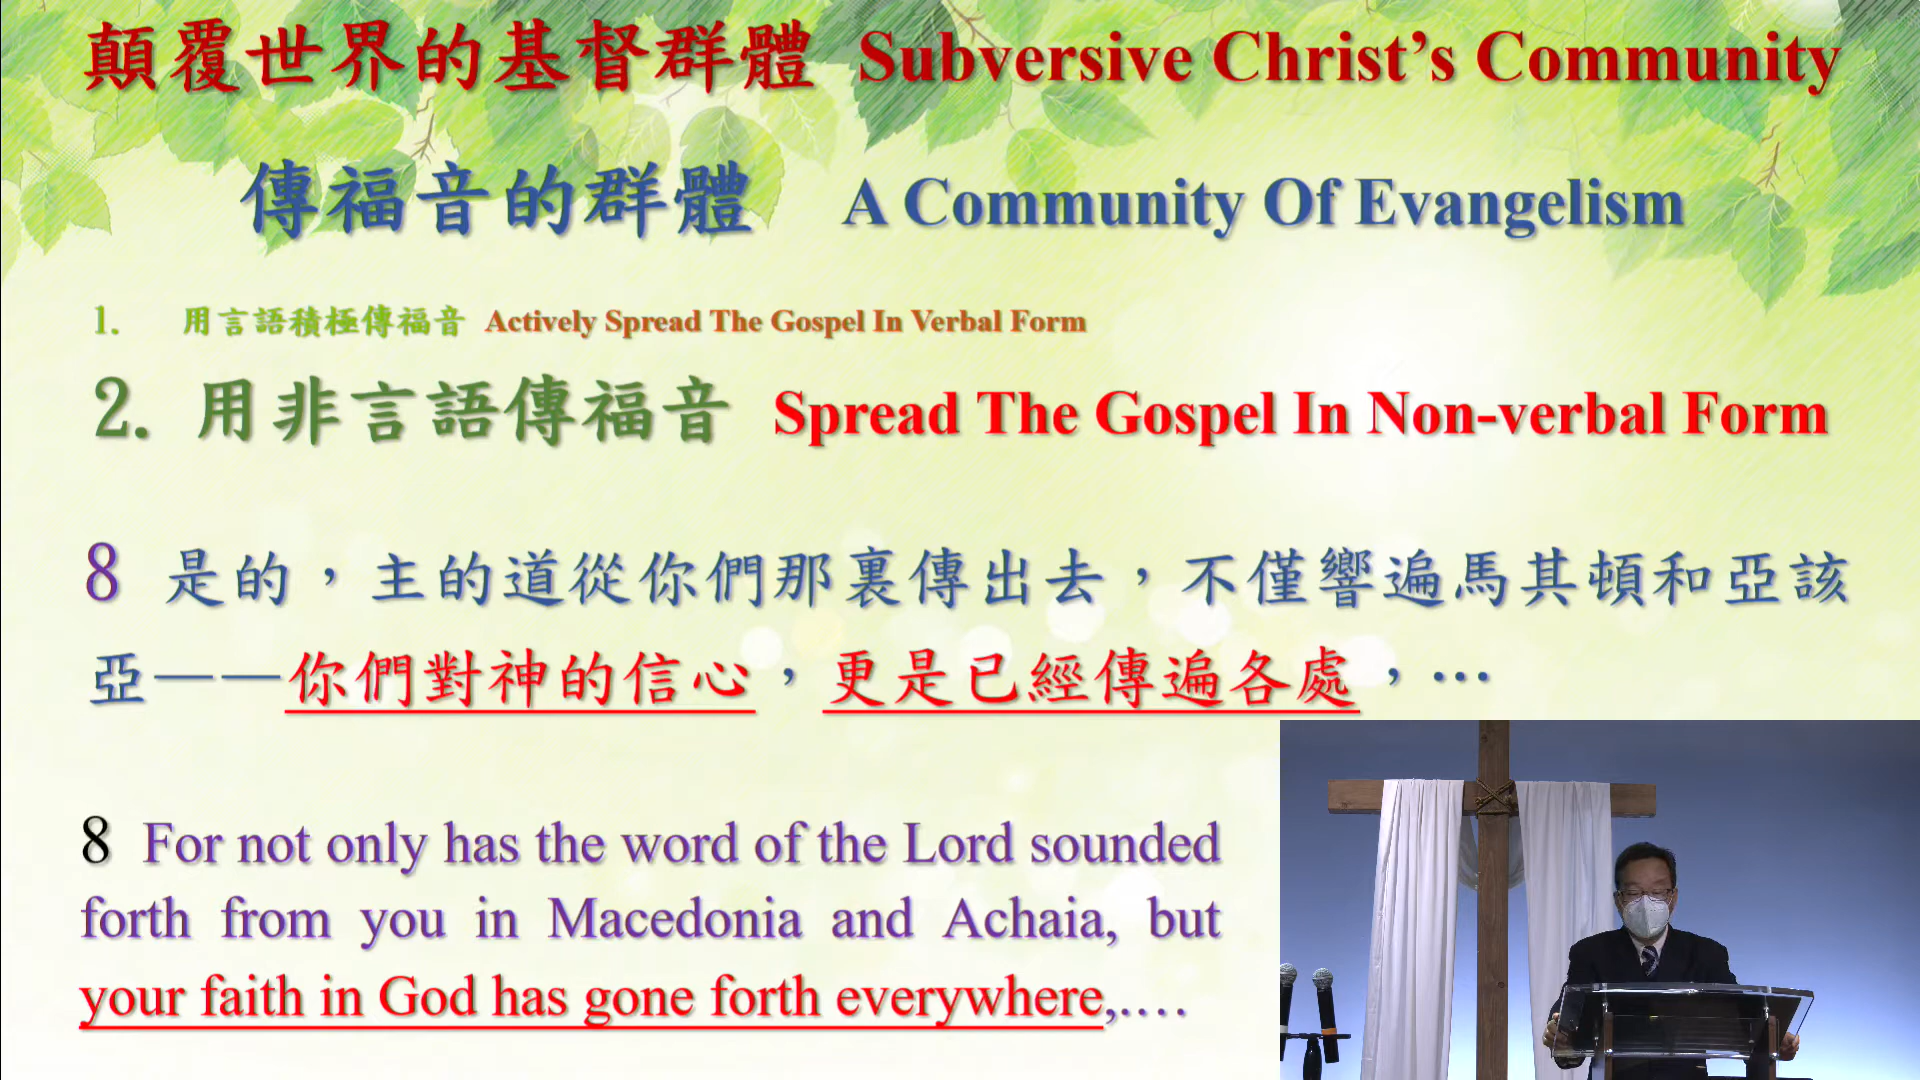 顛覆世界的基督群體 Subversive Christ’s Community
傳福音的群體 A Community Of Evangelism
1. 用言語積極傳福音 Actively Spread The Gospel In Verbal Form
2. 用非言語傳福音 Spread The Gospel In Non-verbal Form
8 是的，主的道從你們那裏傳出去，不僅響遍馬其頓和亞該
亞——你們對神的信心，更是已經傳遍各處，…
8 For not only has the word of the Lord sounded
forth from you in Macedonia and Achaia, but
your faith in God has gone forth everywhere,….